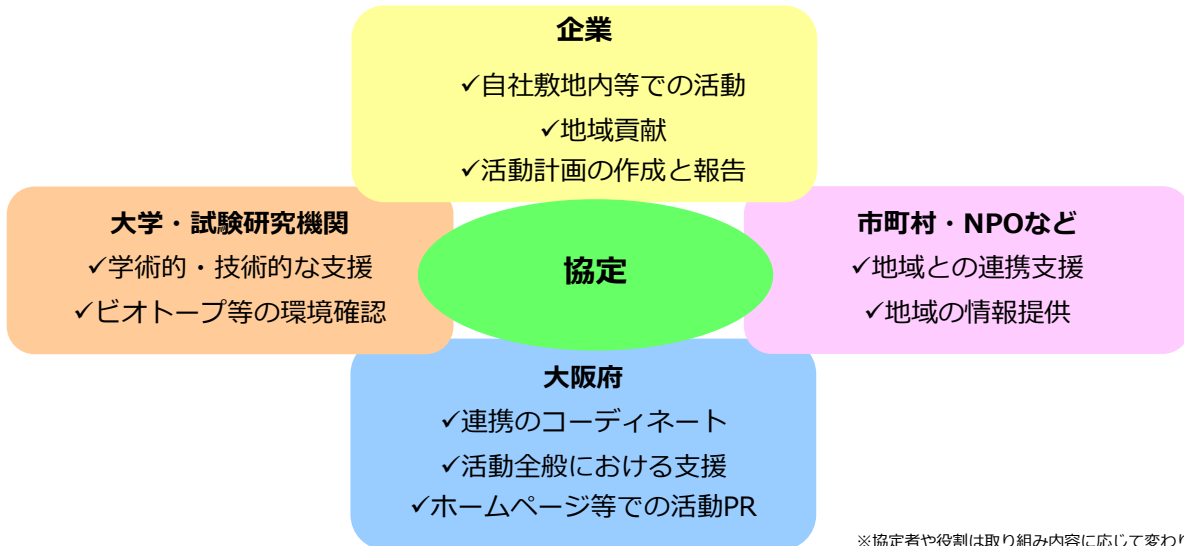 企業
✓自社敷地内等での活動
✓地域貢献
✓活動計画の作成と報告
大学・試験研究機関
✓学術的・技術的な支援
✓ビオトープ等の環境確認
協定
市町村・NPOなど
✓地域との連携支援
✓地域の情報提供
大阪府
✓連携のコーディネート
✓活動全般における支援
✓ホームページ等での活動PR
※協定者や役割は取り組み内容に応じて変わり